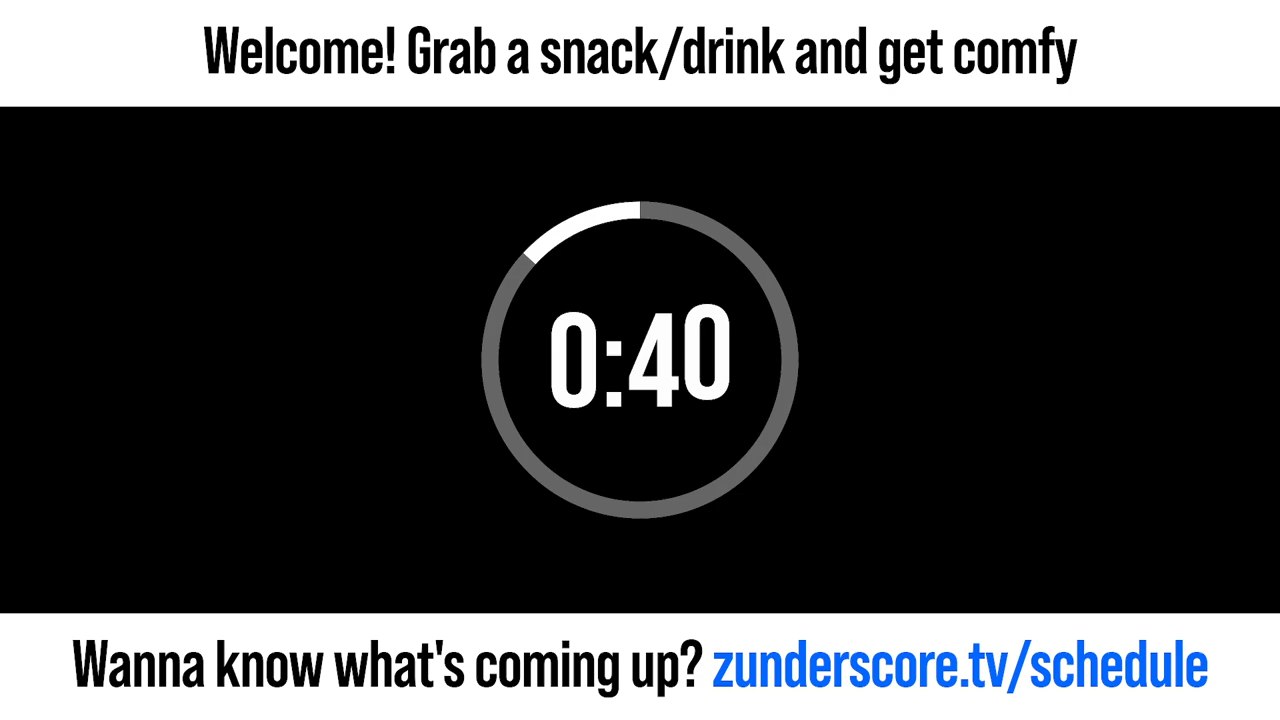 Welcome! Grab a snack/drink and get comfy
0:40
Wanna know what's coming up? zunderscore.tv/schedule